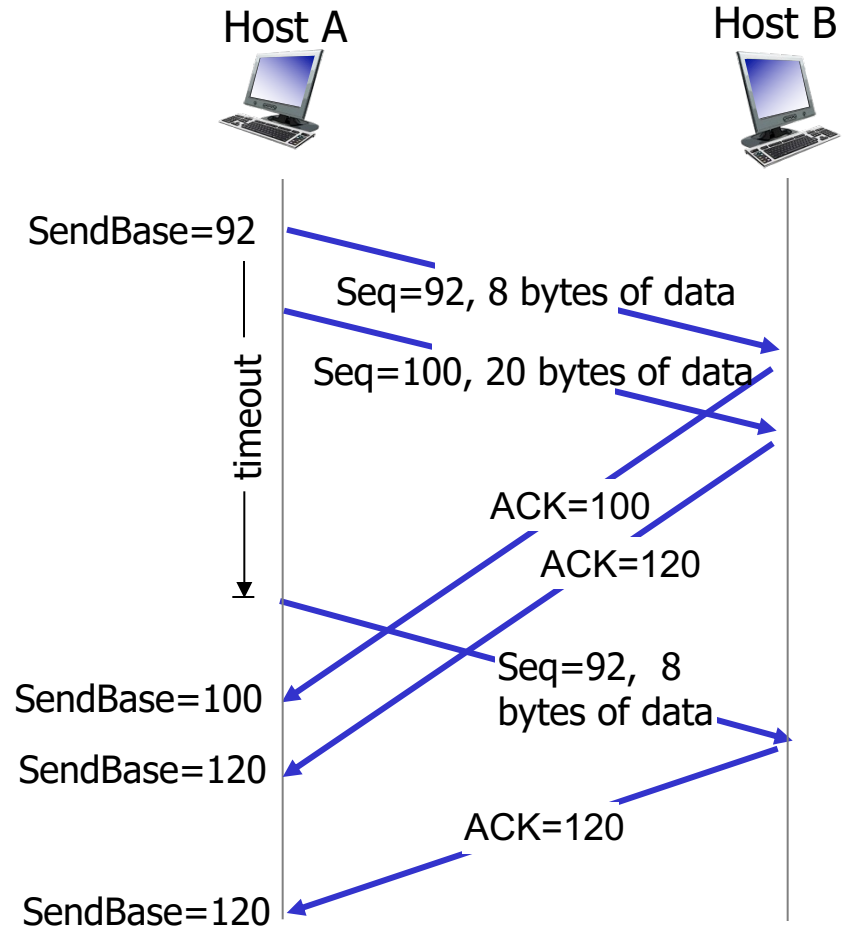 Host A
Host B
SendBase=92
Seq=92, 8 bytes of data
Seq=100, 20 bytes of data
timeout
ACK=100
ACK=120
Seq=92, 8
bytes of data
SendBase=100
SendBase=120
ACK=120
SendBase=120